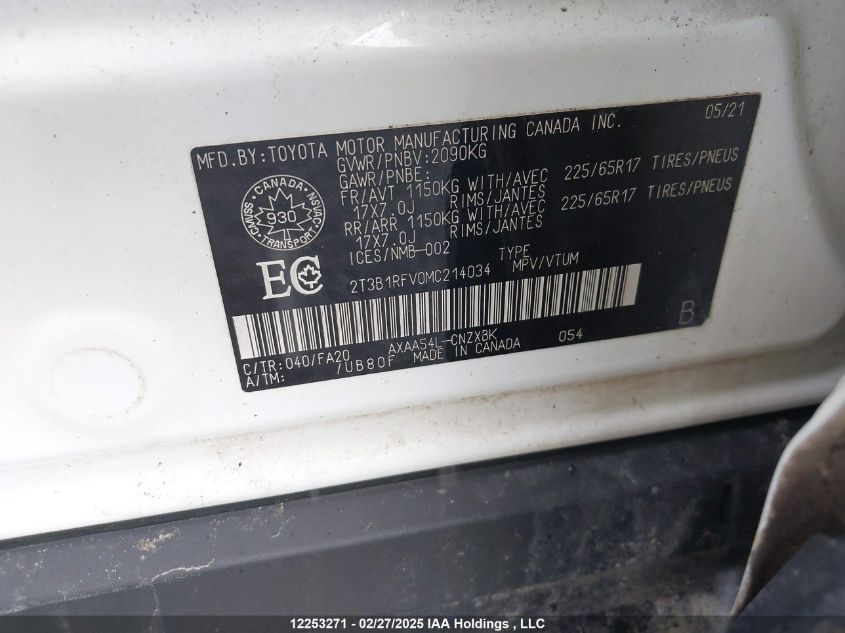 MFD.BY:TOYOTA MOTOR MANUFACTURING CANADA INC. 05/21
GVWR/PNBV:2090KG
GAWR/PNBE:
FR/AVT 1150KG WITH/AVEC 225/65R17 TIRES/PNEUS
17X7.0J RIMS/JANTES
RR/ARR 1150KG WITH/AVEC 225/65R17 TIRES/PNEUS
17X7.0J RIMS/JANTES
ICES/NMB-002 TYPE
2T3B1RFV0MC214034 MPV/VTUM
CANADA
CMVSS NSVAC
930
TRANSPORT
EC
B
AXAA54L-CNZXBK 054
C/TR:040/FA20 MADE IN CANADA
A/TM: 7UB80F
12253271 - 02/27/2025 IAA Holdings , LLC